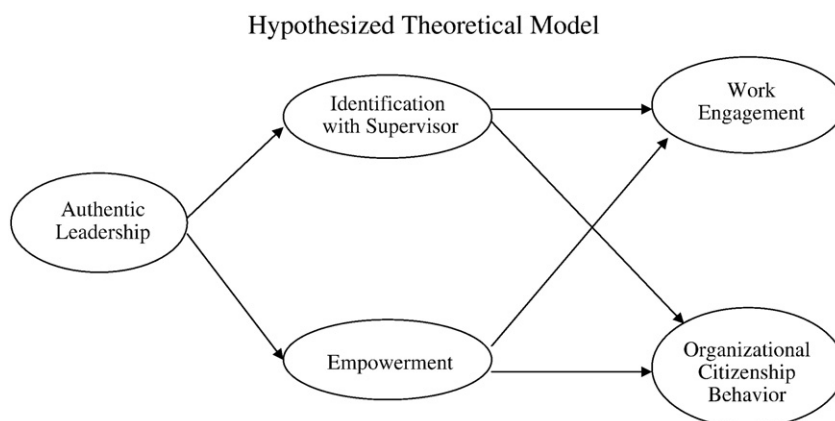 Hypothesized Theoretical Model
Identification
with Supervisor
Work
Engagement
Authentic
Leadership
Empowerment
Organizational
Citizenship
Behavior